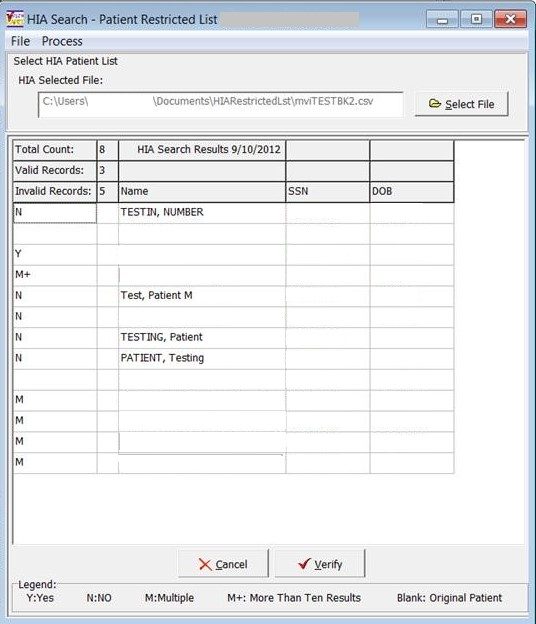 HIA Search - Patient Restricted List
File Process
Select HIA Patient List
HIA Selected File:
C:\Users\ \Documents\HIARestrictedLst\mviTESTBK2.csv
Select File
Total Count: 8 HIA Search Results 9/10/2012
Valid Records: 3
Invalid Records: 5 Name SSN DOB
N TESTIN, NUMBER
Y
M+
N Test, Patient M
N
N TESTING, Patient
N PATIENT, Testing
M
M
M
M
Cancel Verify
Legend:
Y:Yes N:NO M:Multiple M+: More Than Ten Results Blank: Original Patient